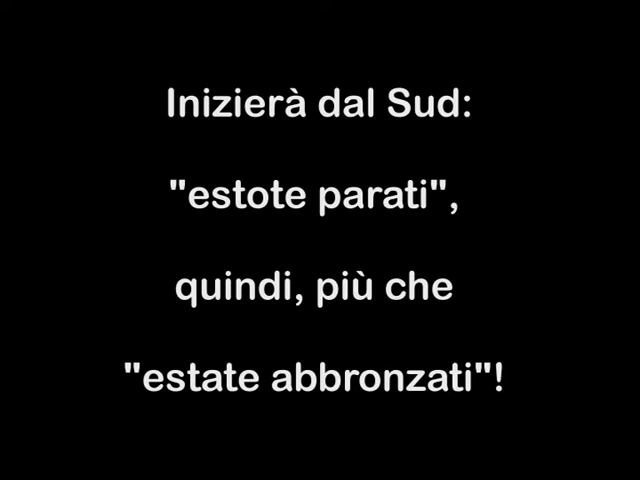 Inizierà dal Sud:
"estote parati",
quindi, più che
"estate abbronzati"!